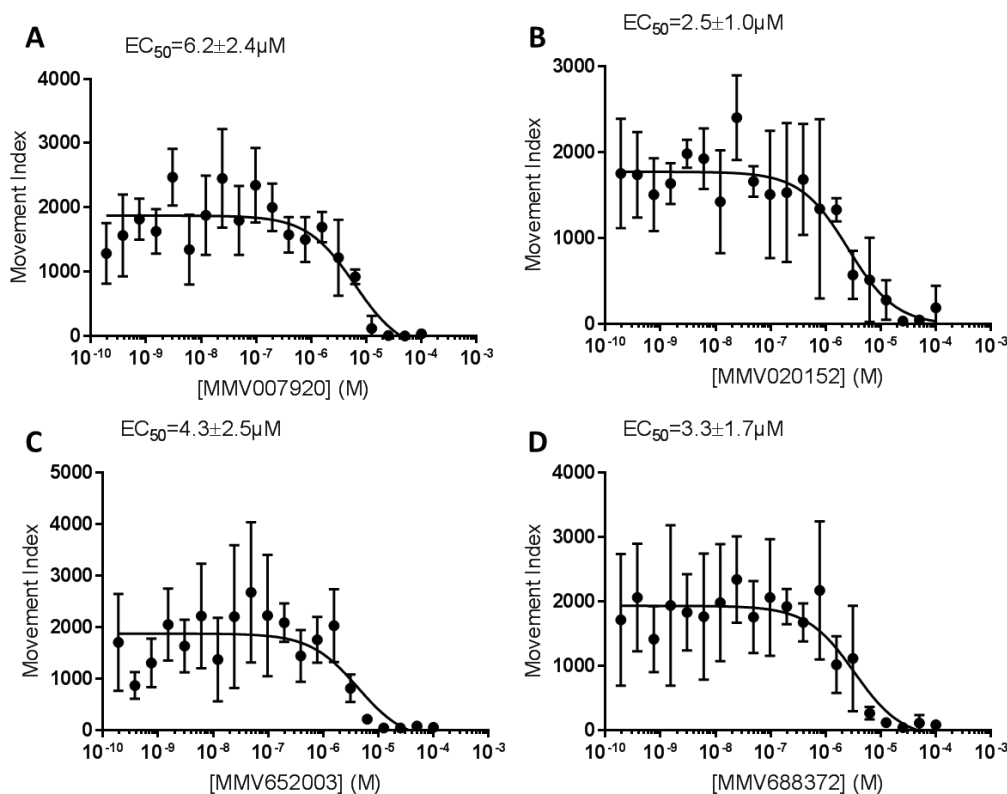 A
EC50=6.2±2.4µM
4000
3000
2000
1000
0
Movement Index
10-10 10-9 10-8 10-7 10-6 10-5 10-4 10-3
[MMV007920] (M)
B
EC50=2.5±1.0µM
3000
2000
1000
0
Movement Index
10-10 10-9 10-8 10-7 10-6 10-5 10-4 10-3
[MMV020152] (M)
C
EC50=4.3±2.5µM
5000
4000
3000
2000
1000
0
Movement Index
10-10 10-9 10-8 10-7 10-6 10-5 10-4 10-3
[MMV652003] (M)
D
EC50=3.3±1.7µM
4000
3000
2000
1000
0
Movement Index
10-10 10-9 10-8 10-7 10-6 10-5 10-4 10-3
[MMV688372] (M)